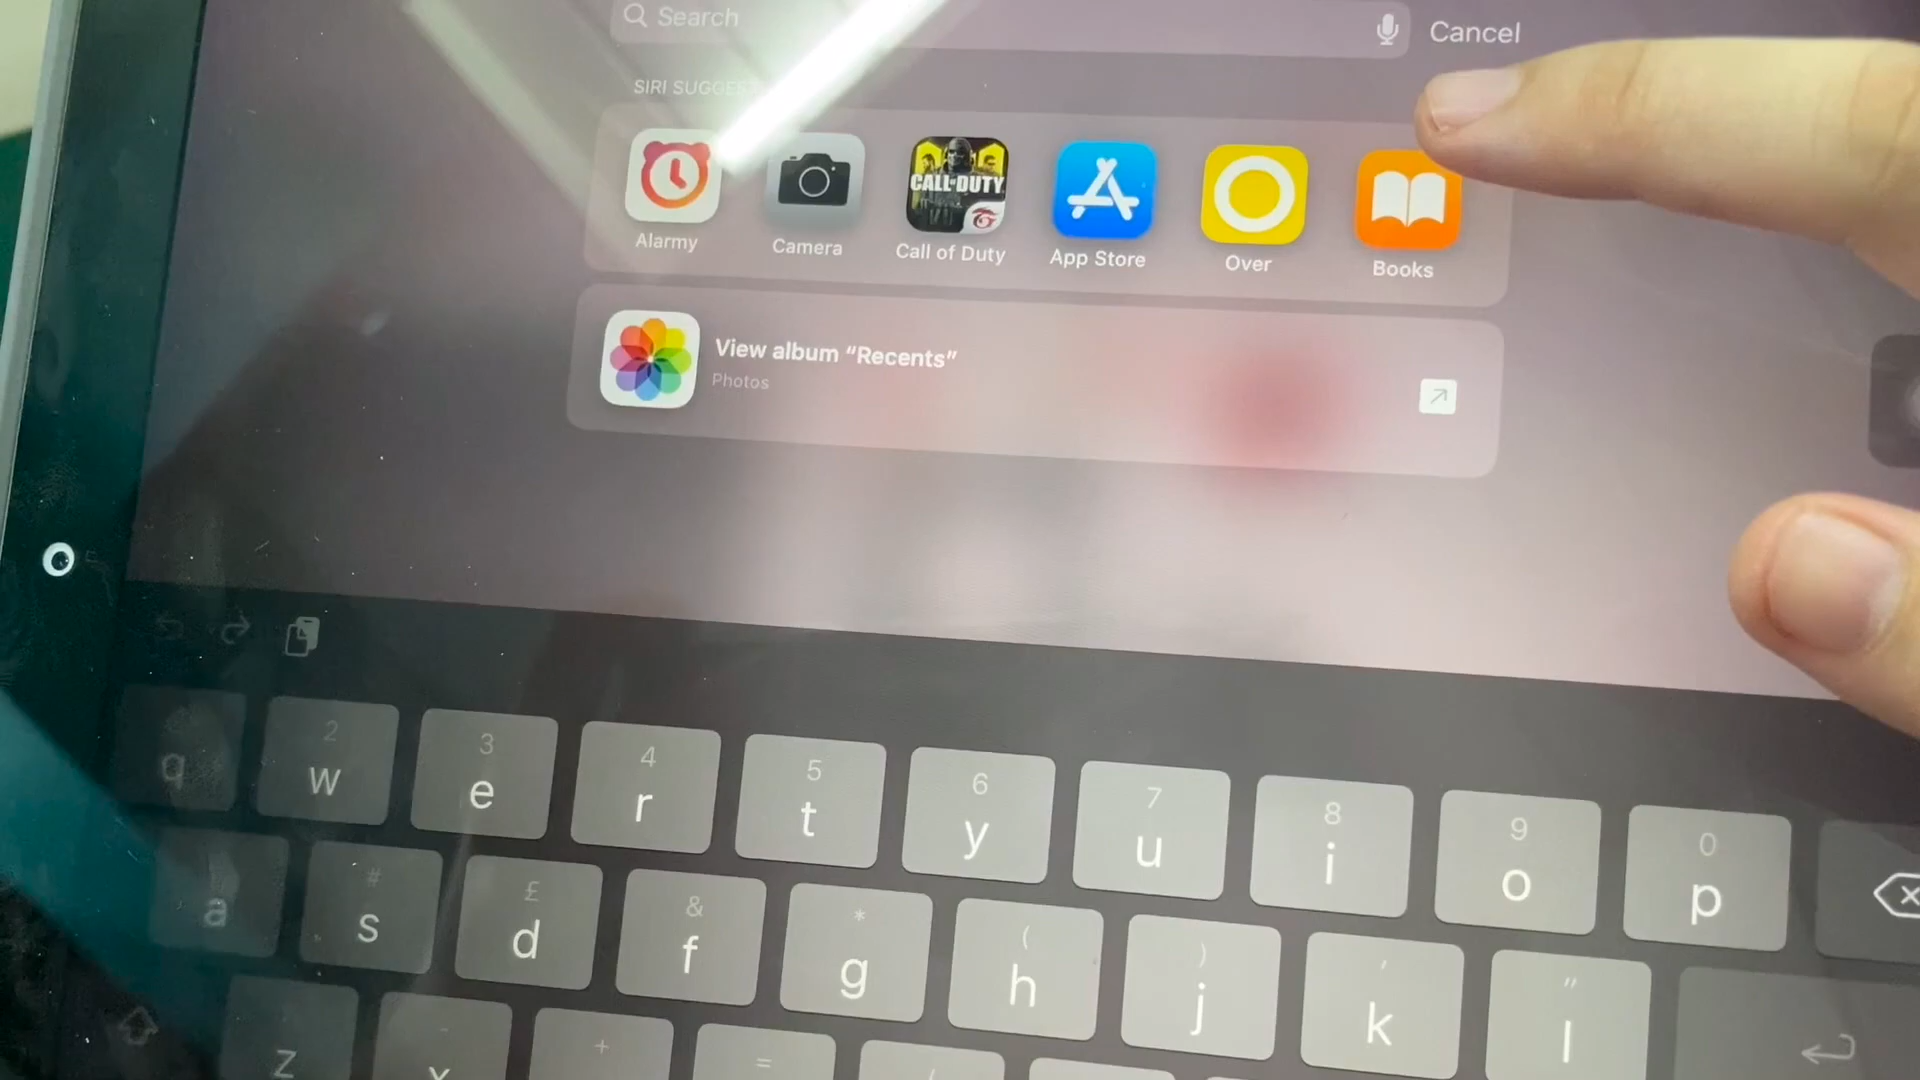 Search
Cancel
SIRI SUGGES
CALL OF DUTY
Alarmy
Camera
Call of Duty
App Store
Over
Books
View album “Recents”
Photos
2 3 4 5 6 7 8 9 0
q w e r t y u i o p
# £ & * ( ) ' "
a s d f g h j k l
- + = /
z x